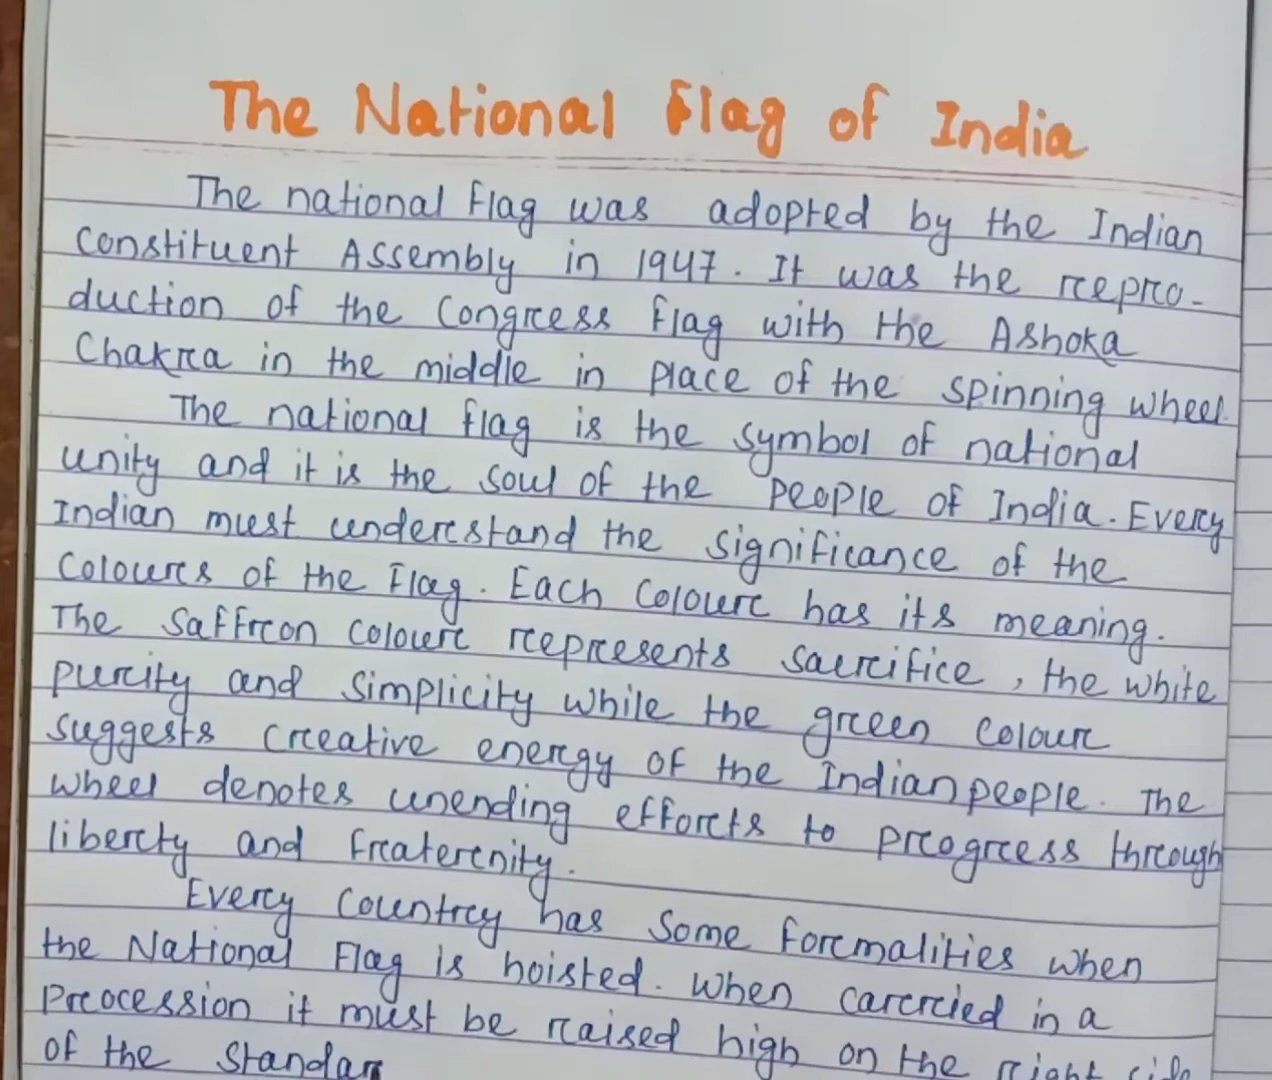 The National Flag of India
The national flag was adopted by the Indian
Constituent Assembly in 1947. It was the repro-
duction of the Congress flag with the Ashoka
Chakra in the middle in place of the spinning wheel.
The national flag is the symbol of national
unity and it is the soul of the people of India. Every
Indian must understand the significance of the
Colours of the Flag. Each Colour has its meaning.
The Saffron colour represents sacrifice, the white
purity and simplicity while the green colour
suggests creative energy of the Indian people. The
wheel denotes unending efforts to progress through
liberty and fraternity.
Every Country has some formalities when
the National Flag is hoisted. When carried in a
Procession it must be raised high on the right side
of the Standar